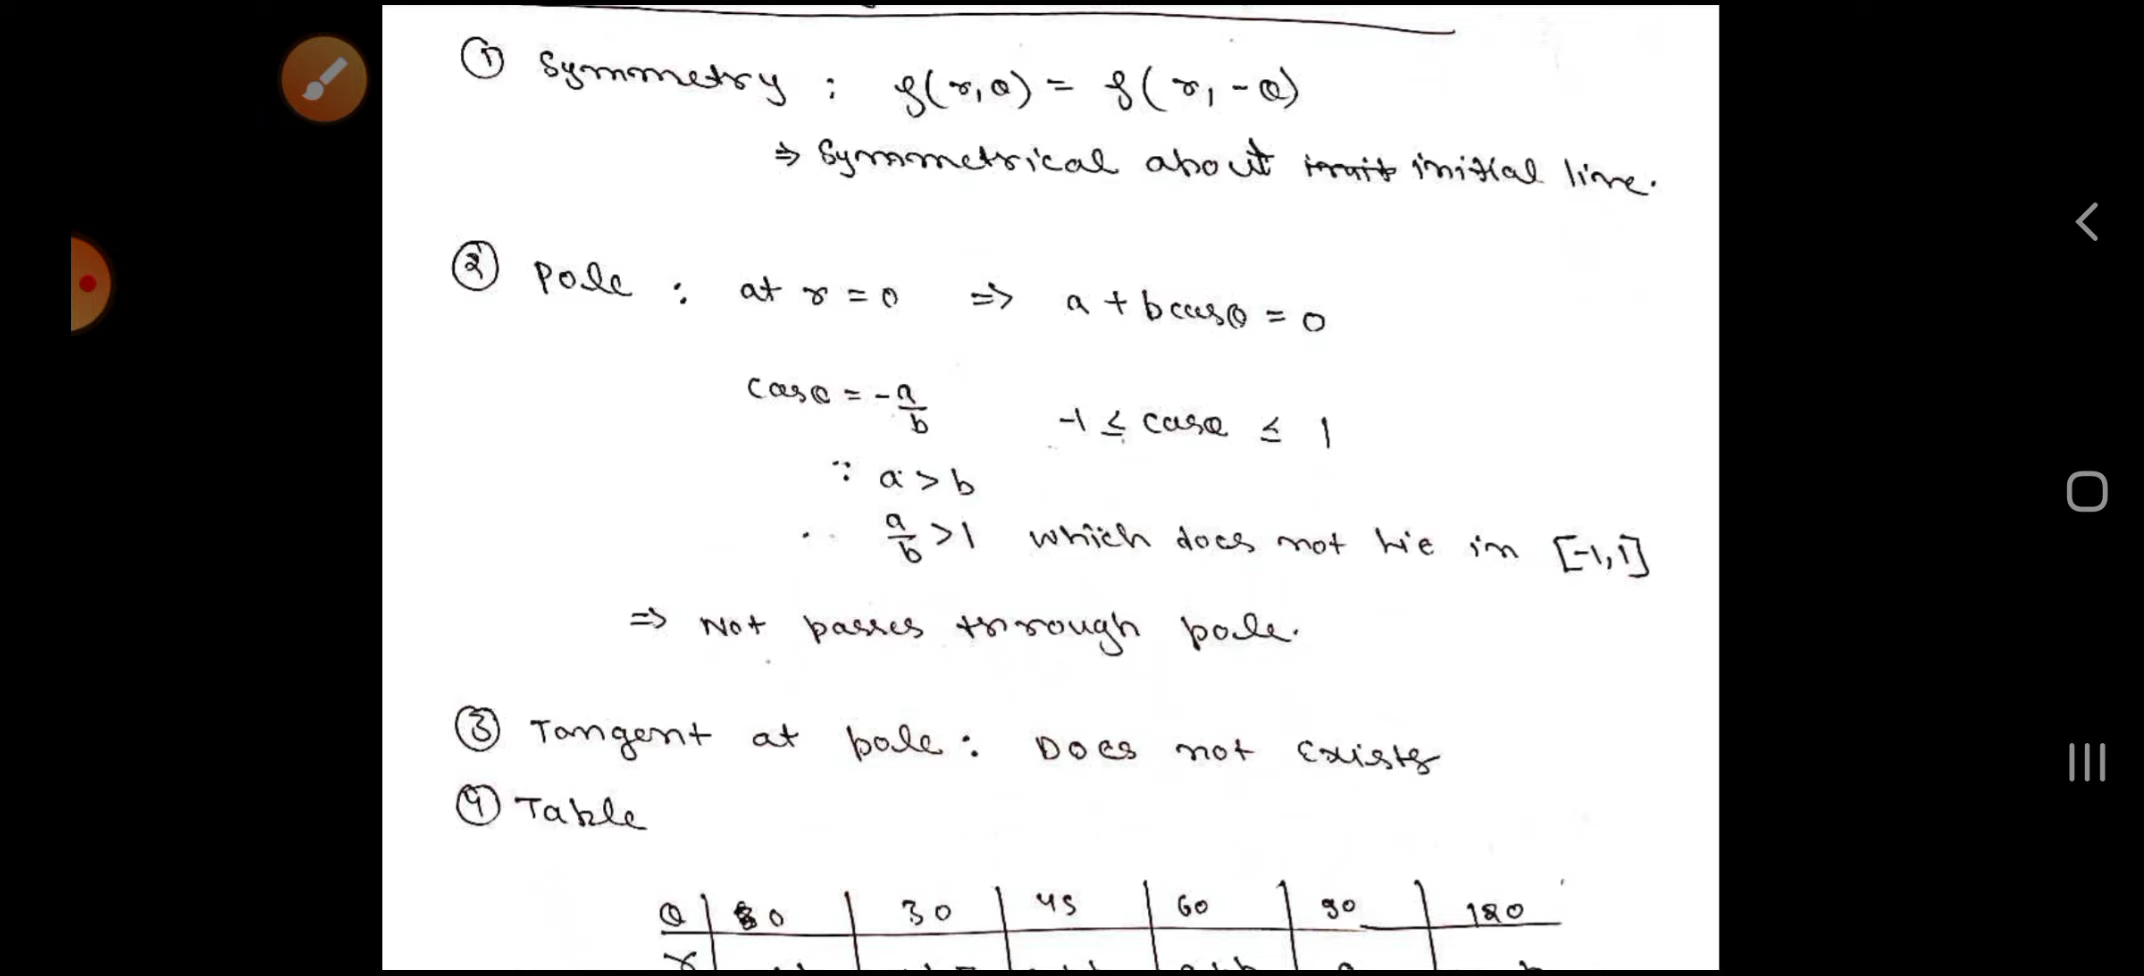 ① Symmetry : f(r,θ) = f(r, -θ)
⇒ Symmetrical about initial line.
② Pole : at r = 0 ⇒ a + b cosθ = 0
cosθ = -a/b -1 ≤ cosθ ≤ 1
∵ a > b
∴ a/b > 1 which does not lie in [-1,1]
⇒ Not passes through pole.
③ Tangent at pole : Does not exists
④ Table
θ | 0 | 30 | 45 | 60 | 90 | 180
r